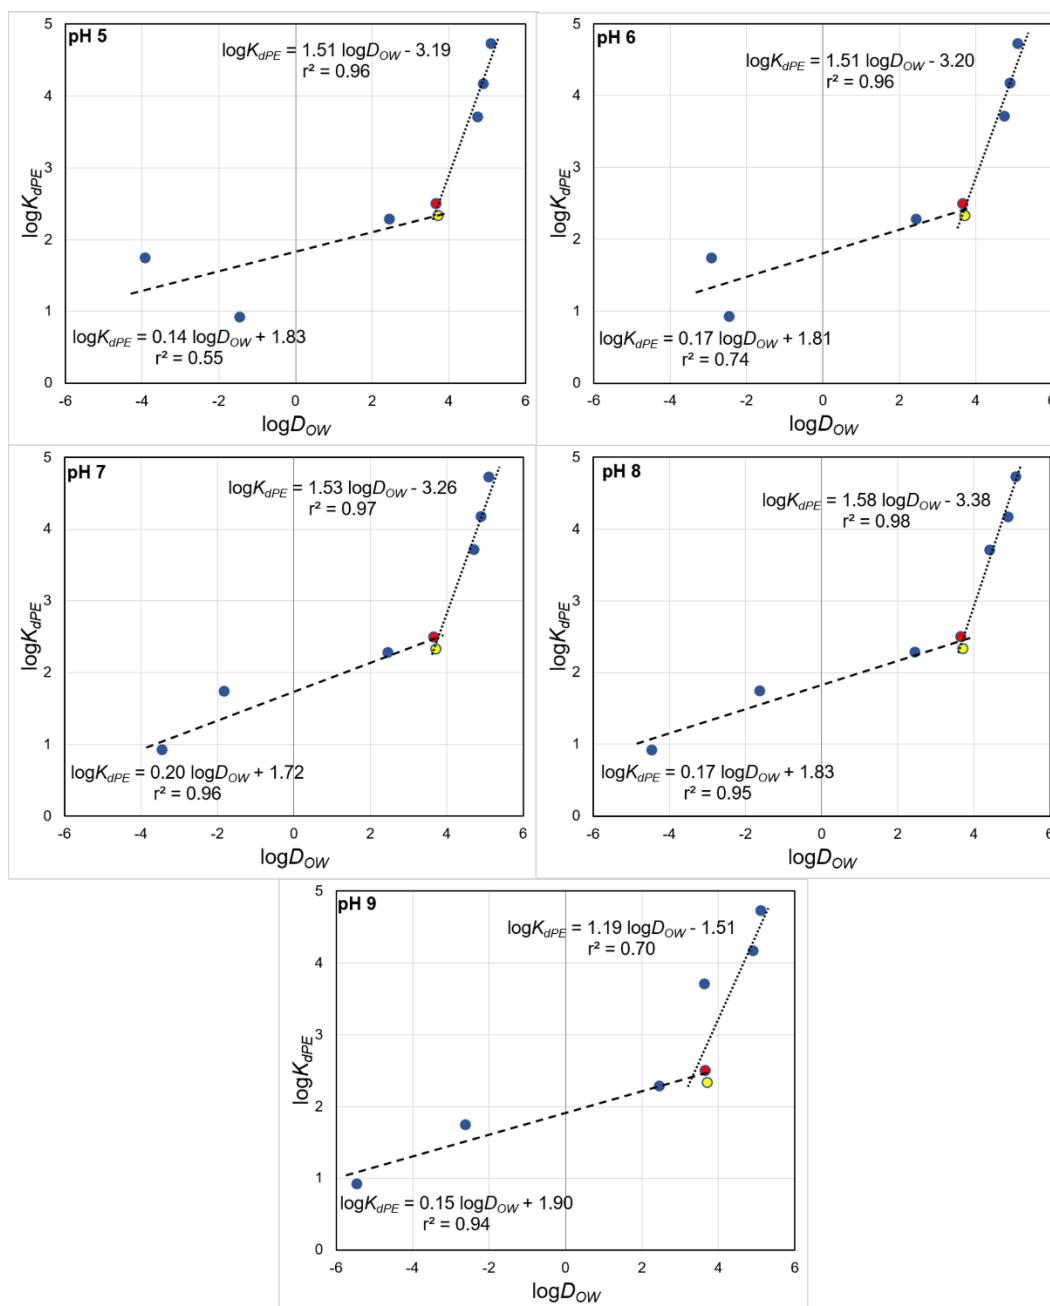 pH 5
logKdPE = 1.51 logDOW - 3.19
r² = 0.96
logKdPE
5
4
3
2
1
0
logKdPE = 0.14 logDOW + 1.83
r² = 0.55
-6 -4 -2 0 2 4 6
logDOW
pH 6
logKdPE = 1.51 logDOW - 3.20
r² = 0.96
logKdPE
5
4
3
2
1
0
logKdPE = 0.17 logDOW + 1.81
r² = 0.74
-6 -4 -2 0 2 4 6
logDOW
pH 7
logKdPE = 1.53 logDOW - 3.26
r² = 0.97
logKdPE
5
4
3
2
1
0
logKdPE = 0.20 logDOW + 1.72
r² = 0.96
-6 -4 -2 0 2 4 6
logDOW
pH 8
logKdPE = 1.58 logDOW - 3.38
r² = 0.98
logKdPE
5
4
3
2
1
0
logKdPE = 0.17 logDOW + 1.83
r² = 0.95
-6 -4 -2 0 2 4 6
logDOW
pH 9
logKdPE = 1.19 logDOW - 1.51
r² = 0.70
logKdPE
5
4
3
2
1
0
logKdPE = 0.15 logDOW + 1.90
r² = 0.94
-6 -4 -2 0 2 4 6
logDOW